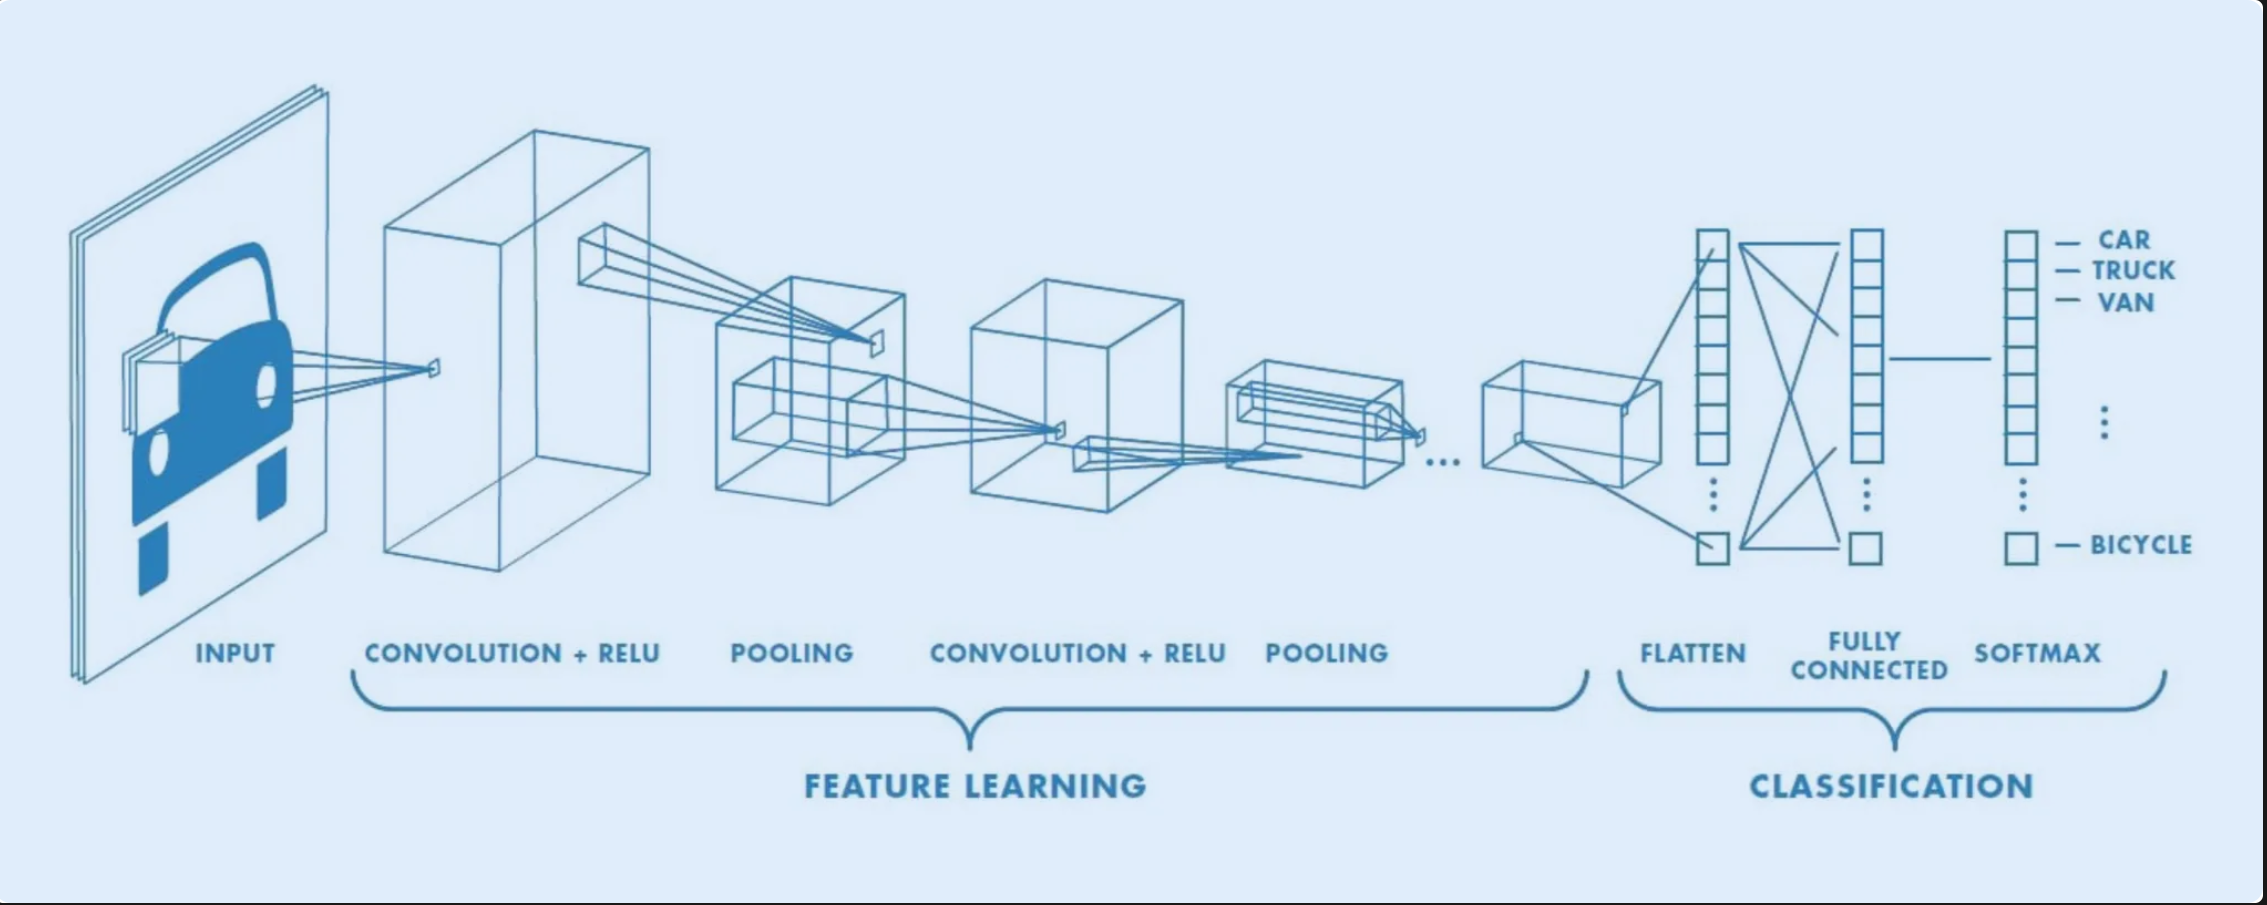 CAR
TRUCK
VAN
BICYCLE
INPUT
CONVOLUTION + RELU
POOLING
CONVOLUTION + RELU
POOLING
FLATTEN
FULLY
CONNECTED
SOFTMAX
FEATURE LEARNING
CLASSIFICATION